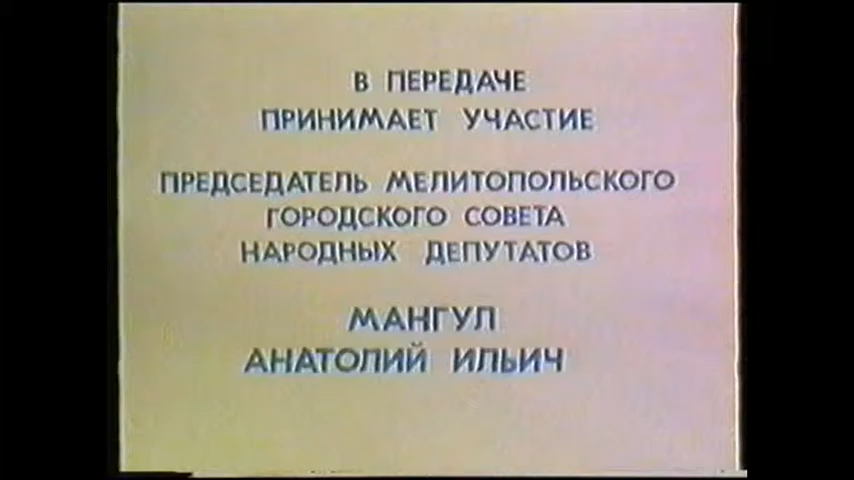 В ПЕРЕДАЧЕ
ПРИНИМАЕТ УЧАСТИЕ
ПРЕДСЕДАТЕЛЬ МЕЛИТОПОЛЬСКОГО
ГОРОДСКОГО СОВЕТА
НАРОДНЫХ ДЕПУТАТОВ
МАНГУЛ
АНАТОЛИЙ ИЛЬИЧ